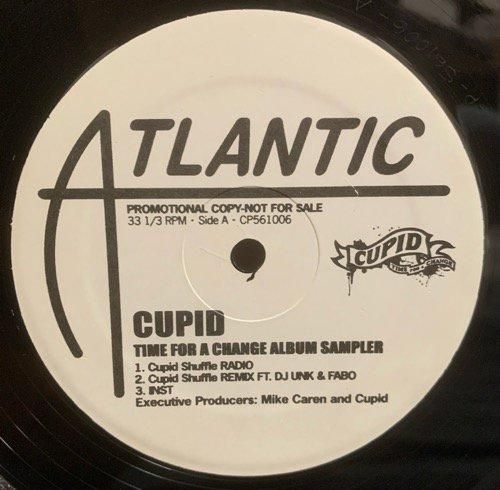 ATLANTIC
PROMOTIONAL COPY-NOT FOR SALE
33 1/3 RPM · Side A · CP561006
CUPID
TIME FOR A CHANGE
CUPID
TIME FOR A CHANGE ALBUM SAMPLER
1. Cupid Shuffle RADIO
2. Cupid Shuffle REMIX FT. DJ UNK & FABO
3. INST
Executive Producers: Mike Caren and Cupid